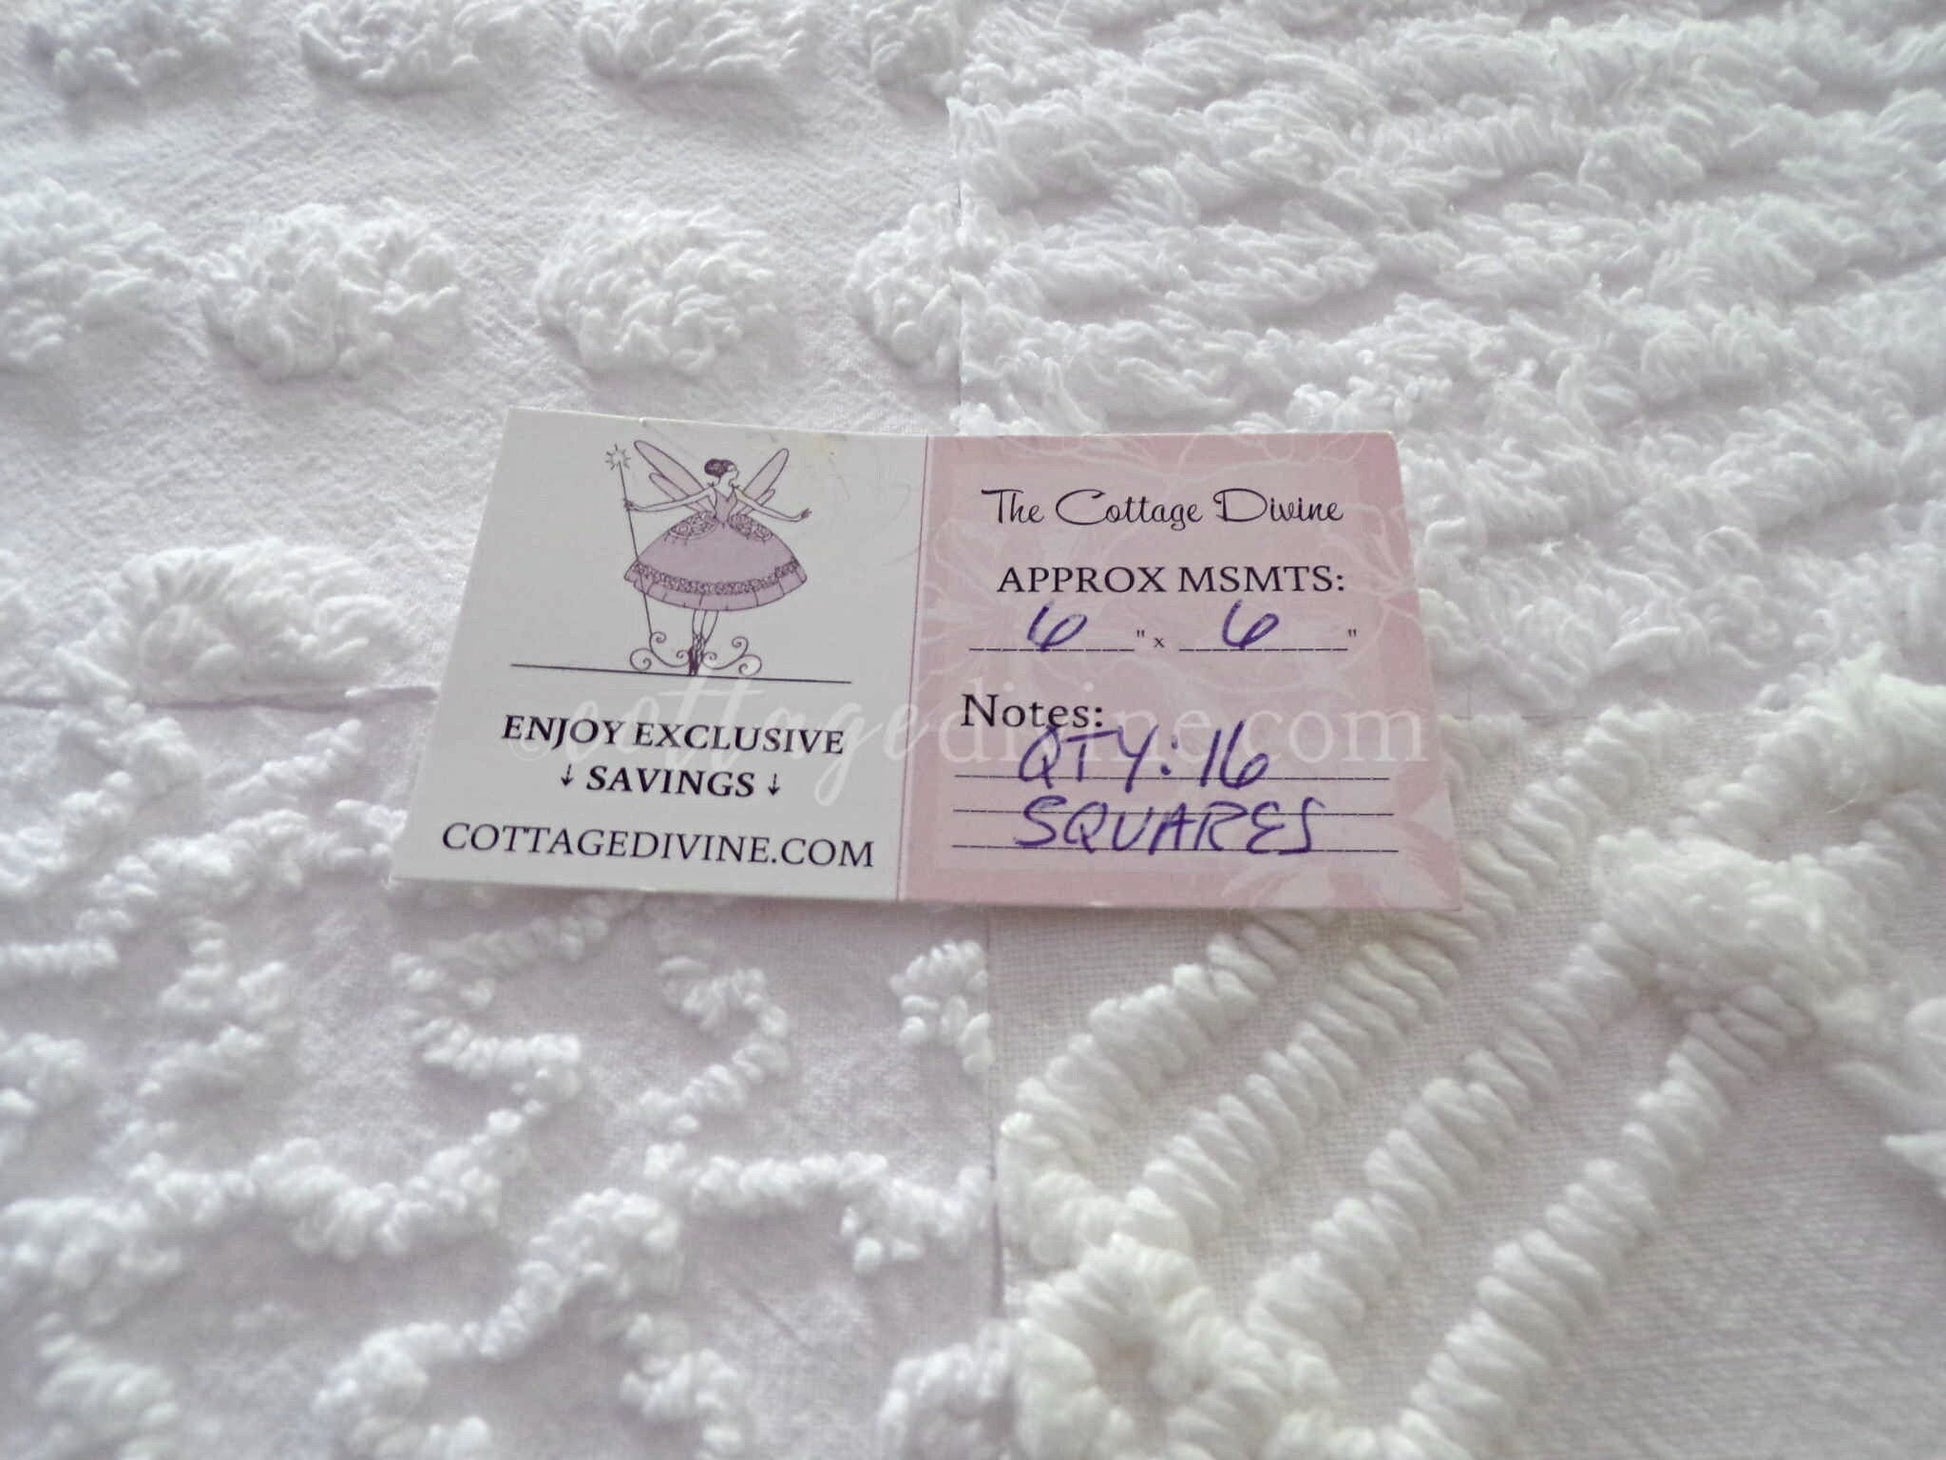 ENJOY EXCLUSIVE
↓ SAVINGS ↓
COTTAGEDIVINE.COM
The Cottage Divine
APPROX MSMTS:
6 " x 6 "
Notes:
QTY: 16
SQUARES
cottagedivine.com